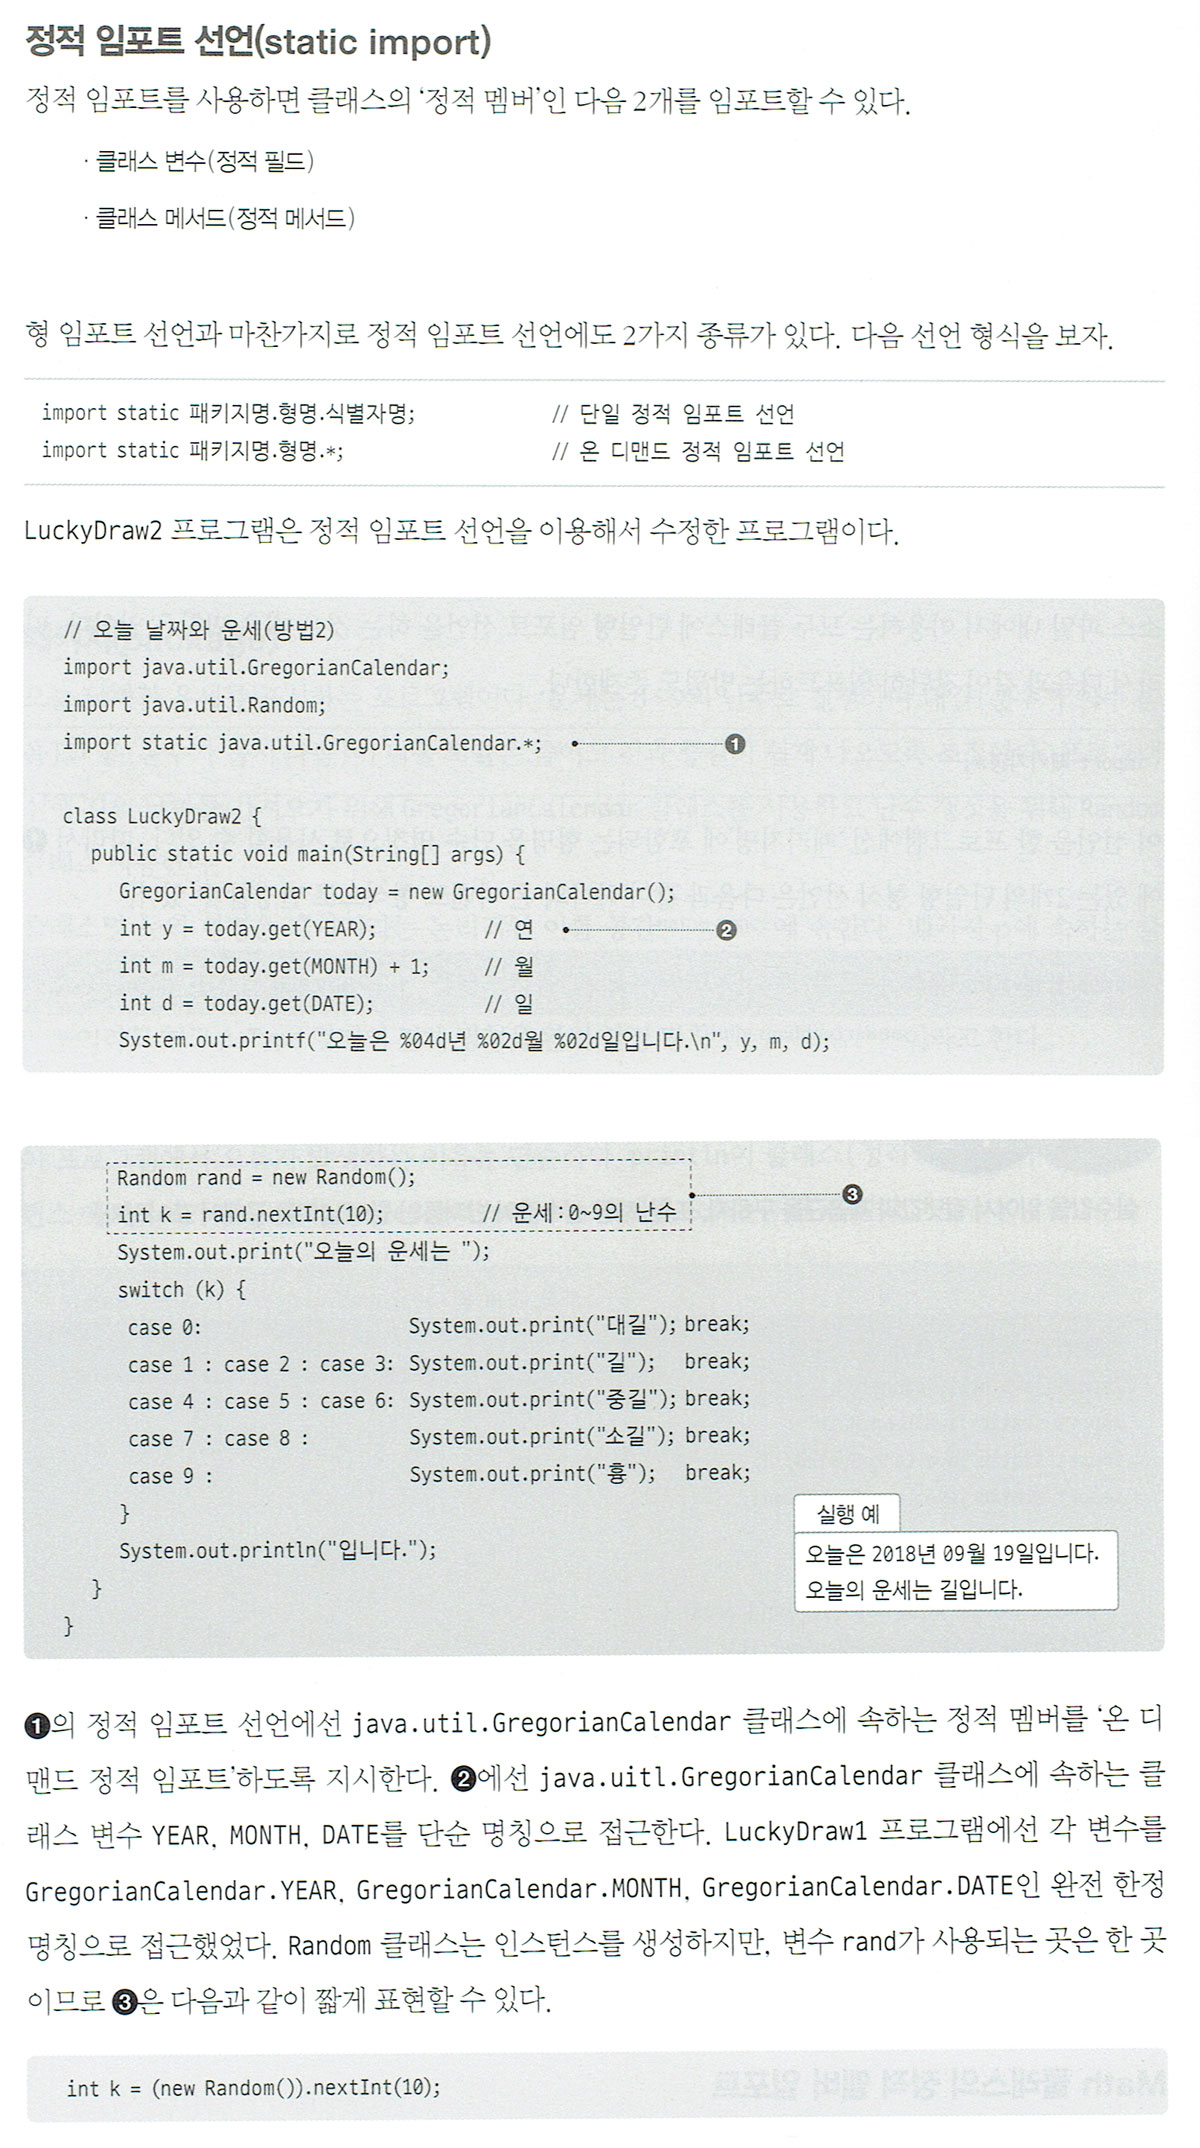 정적 임포트 선언(static import)
정적 임포트를 사용하면 클래스의 ‘정적 멤버’인 다음 2개를 임포트할 수 있다.
· 클래스 변수(정적 필드)
· 클래스 메서드(정적 메서드)
형 임포트 선언과 마찬가지로 정적 임포트 선언에도 2가지 종류가 있다. 다음 선언 형식을 보자.
import static 패키지명.형명.식별자명; // 단일 정적 임포트 선언
import static 패키지명.형명.*; // 온 디맨드 정적 임포트 선언
LuckyDraw2 프로그램은 정적 임포트 선언을 이용해서 수정한 프로그램이다.
// 오늘 날짜와 운세(방법2)
import java.util.GregorianCalendar;
import java.util.Random;
import static java.util.GregorianCalendar.*; ❶
class LuckyDraw2 {
public static void main(String[] args) {
GregorianCalendar today = new GregorianCalendar();
int y = today.get(YEAR); // 연 ❷
int m = today.get(MONTH) + 1; // 월
int d = today.get(DATE); // 일
System.out.printf("오늘은 %04d년 %02d월 %02d일입니다.\n", y, m, d);
Random rand = new Random();
int k = rand.nextInt(10); // 운세:0~9의 난수 ❸
System.out.print("오늘의 운세는 ");
switch (k) {
case 0: System.out.print("대길"); break;
case 1 : case 2 : case 3: System.out.print("길"); break;
case 4 : case 5 : case 6: System.out.print("중길"); break;
case 7 : case 8 : System.out.print("소길"); break;
case 9 : System.out.print("흉"); break;
}
System.out.println("입니다.");
}
}
실행 예
오늘은 2018년 09월 19일입니다.
오늘의 운세는 길입니다.
❶의 정적 임포트 선언에선 java.util.GregorianCalendar 클래스에 속하는 정적 멤버를 ‘온 디
맨드 정적 임포트’하도록 지시한다. ❷에선 java.uitl.GregorianCalendar 클래스에 속하는 클
래스 변수 YEAR, MONTH, DATE를 단순 명칭으로 접근한다. LuckyDraw1 프로그램에선 각 변수를
GregorianCalendar.YEAR, GregorianCalendar.MONTH, GregorianCalendar.DATE인 완전 한정
명칭으로 접근했었다. Random 클래스는 인스턴스를 생성하지만, 변수 rand가 사용되는 곳은 한 곳
이므로 ❸은 다음과 같이 짧게 표현할 수 있다.
int k = (new Random()).nextInt(10);